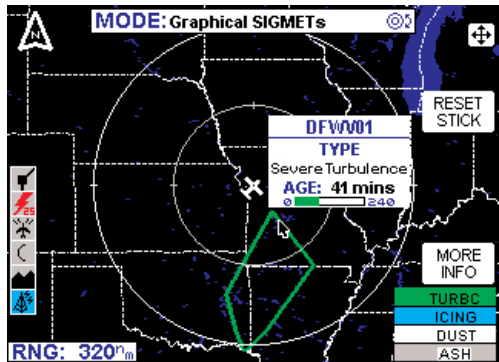 MODE: Graphical SIGMETs
N
RESET
STICK
DFWV01
TYPE
Severe Turbulence
AGE: 41 mins
0 240
25
MORE
INFO
TURBC
ICING
DUST
ASH
RNG: 320nm